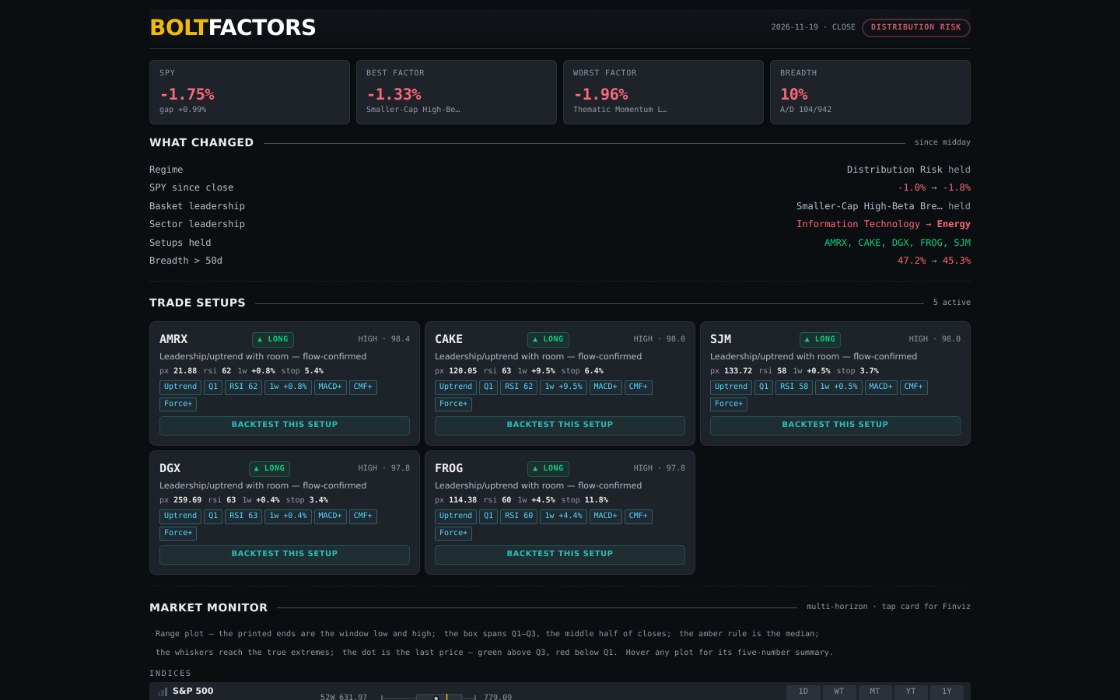 BOLTFACTORS
2026-11-19 · CLOSE DISTRIBUTION RISK
SPY
-1.75%
gap +0.99%
BEST FACTOR
-1.33%
Smaller-Cap High-Be…
WORST FACTOR
-1.96%
Thematic Momentum L…
BREADTH
10%
A/D 104/942
WHAT CHANGED since midday
Regime Distribution Risk held
SPY since close -1.0% → -1.8%
Basket leadership Smaller-Cap High-Beta Bre… held
Sector leadership Information Technology → Energy
Setups held AMRX, CAKE, DGX, FROG, SJM
Breadth > 50d 47.2% → 45.3%
TRADE SETUPS 5 active
AMRX ▲ LONG HIGH · 98.4
Leadership/uptrend with room — flow-confirmed
px 21.88 rsi 62 1w +0.8% stop 5.4%
Uptrend Q1 RSI 62 1w +0.8% MACD+ CMF+
Force+
BACKTEST THIS SETUP
CAKE ▲ LONG HIGH · 98.0
Leadership/uptrend with room — flow-confirmed
px 120.05 rsi 63 1w +9.5% stop 6.4%
Uptrend Q1 RSI 62 1w +9.5% MACD+ CMF+
Force+
BACKTEST THIS SETUP
SJM ▲ LONG HIGH · 98.0
Leadership/uptrend with room — flow-confirmed
px 133.72 rsi 58 1w +0.5% stop 3.7%
Uptrend Q1 RSI 58 1w +0.5% MACD+ CMF+
Force+
BACKTEST THIS SETUP
DGX ▲ LONG HIGH · 97.8
Leadership/uptrend with room — flow-confirmed
px 259.69 rsi 63 1w +0.4% stop 3.4%
Uptrend Q1 RSI 63 1w +0.4% MACD+ CMF+
Force+
BACKTEST THIS SETUP
FROG ▲ LONG HIGH · 97.8
Leadership/uptrend with room — flow-confirmed
px 114.38 rsi 60 1w +4.5% stop 11.8%
Uptrend Q1 RSI 60 1w +4.4% MACD+ CMF+
Force+
BACKTEST THIS SETUP
MARKET MONITOR multi-horizon · tap card for Finviz
Range plot — the printed ends are the window low and high; the box spans Q1–Q3, the middle half of closes; the amber rule is the median;
the whiskers reach the true extremes; the dot is the last price — green above Q3, red below Q1. Hover any plot for its five-number summary.
INDICES
S&P 500 52W 631.97 779.09 1D WT MT YT 1Y